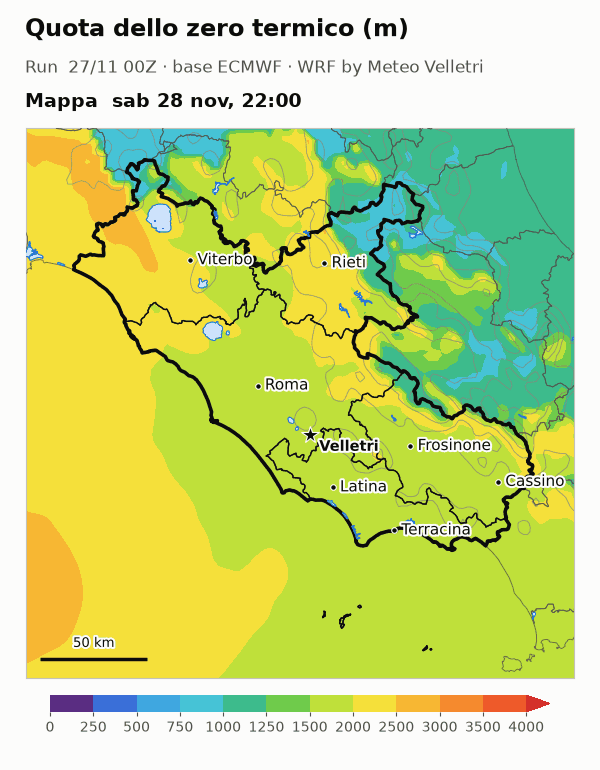 Quota dello zero termico (m)
Run 27/11 00Z · base ECMWF · WRF by Meteo Velletri
Mappa sab 28 nov, 22:00
Viterbo
Rieti
Roma
Velletri
Frosinone
Cassino
Latina
Terracina
50 km
0 250 500 750 1000 1250 1500 2000 2500 3000 3500 4000